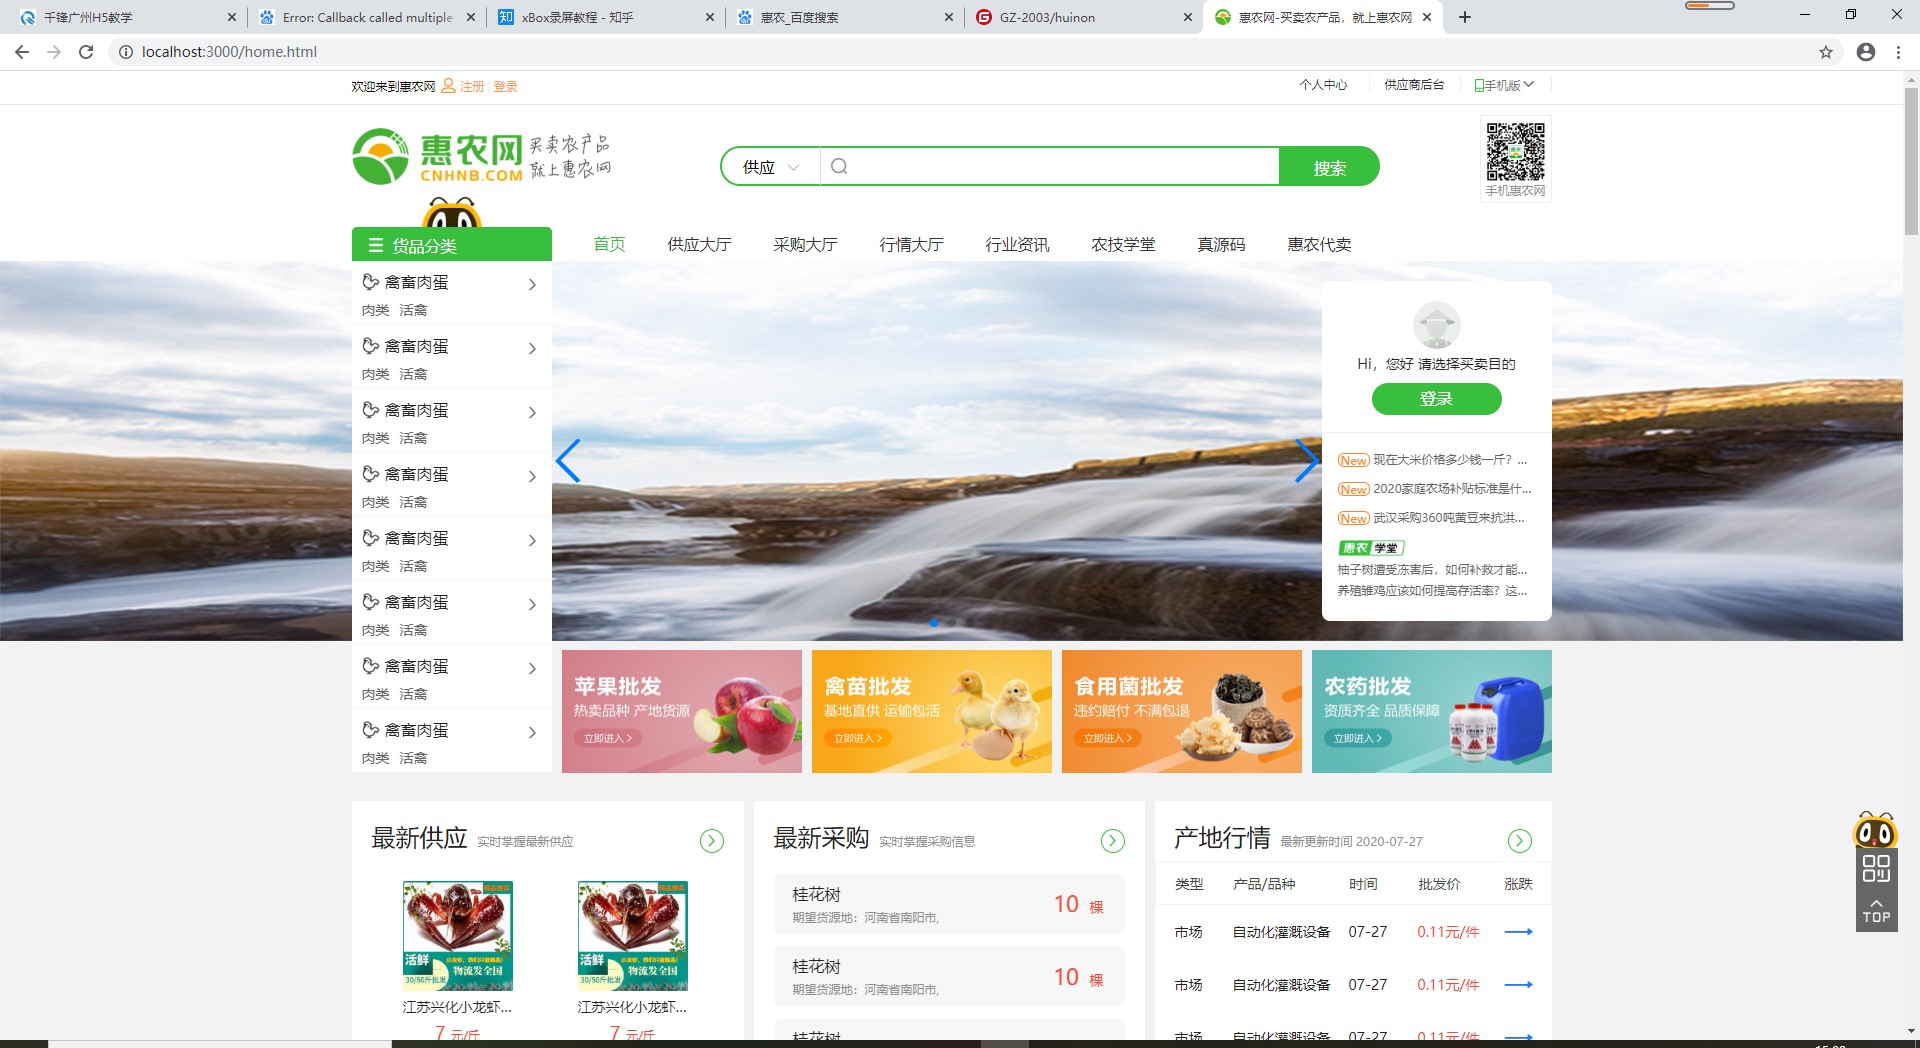 千锋广州H5教学
Error: Callback called multiple
xBox录屏教程 - 知乎
惠农_百度搜索
GZ-2003/huinon
惠农网-买卖农产品，就上惠农网
localhost:3000/home.html
欢迎来到惠农网 注册 登录
个人中心 供应商后台 手机版
惠农网
CNHNB.COM
买卖农产品
就上惠农网
供应
搜索
手机惠农网
货品分类
首页 供应大厅 采购大厅 行情大厅 行业资讯 农技学堂 真源码 惠农代卖
禽畜肉蛋
肉类 活禽
禽畜肉蛋
肉类 活禽
禽畜肉蛋
肉类 活禽
禽畜肉蛋
肉类 活禽
禽畜肉蛋
肉类 活禽
禽畜肉蛋
肉类 活禽
禽畜肉蛋
肉类 活禽
禽畜肉蛋
肉类 活禽
Hi，您好 请选择买卖目的
登录
New 现在大米价格多少钱一斤？...
New 2020家庭农场补贴标准是什...
New 武汉采购360吨黄豆来抗洪...
惠农 学堂
柚子树遭受冻害后，如何补救才能...
养殖雏鸡应该如何提高存活率？这...
苹果批发
热卖品种 产地货源
立即进入 >
禽苗批发
基地直供 运输包活
立即进入 >
食用菌批发
违约赔付 不满包退
立即进入 >
农药批发
资质齐全 品质保障
立即进入 >
最新供应 实时掌握最新供应
活鲜
30/50斤批发
物流发全国
江苏兴化小龙虾...
7 元/斤
活鲜
30/50斤批发
物流发全国
江苏兴化小龙虾...
7 元/斤
最新采购 实时掌握采购信息
桂花树
期望货源地：河南省南阳市,
10 棵
桂花树
期望货源地：河南省南阳市,
10 棵
桂花树
产地行情 最新更新时间 2020-07-27
类型 产品/品种 时间 批发价 涨跌
市场 自动化灌溉设备 07-27 0.11元/件
市场 自动化灌溉设备 07-27 0.11元/件
市场 自动化灌溉设备 07-27 0.11元/件
TOP